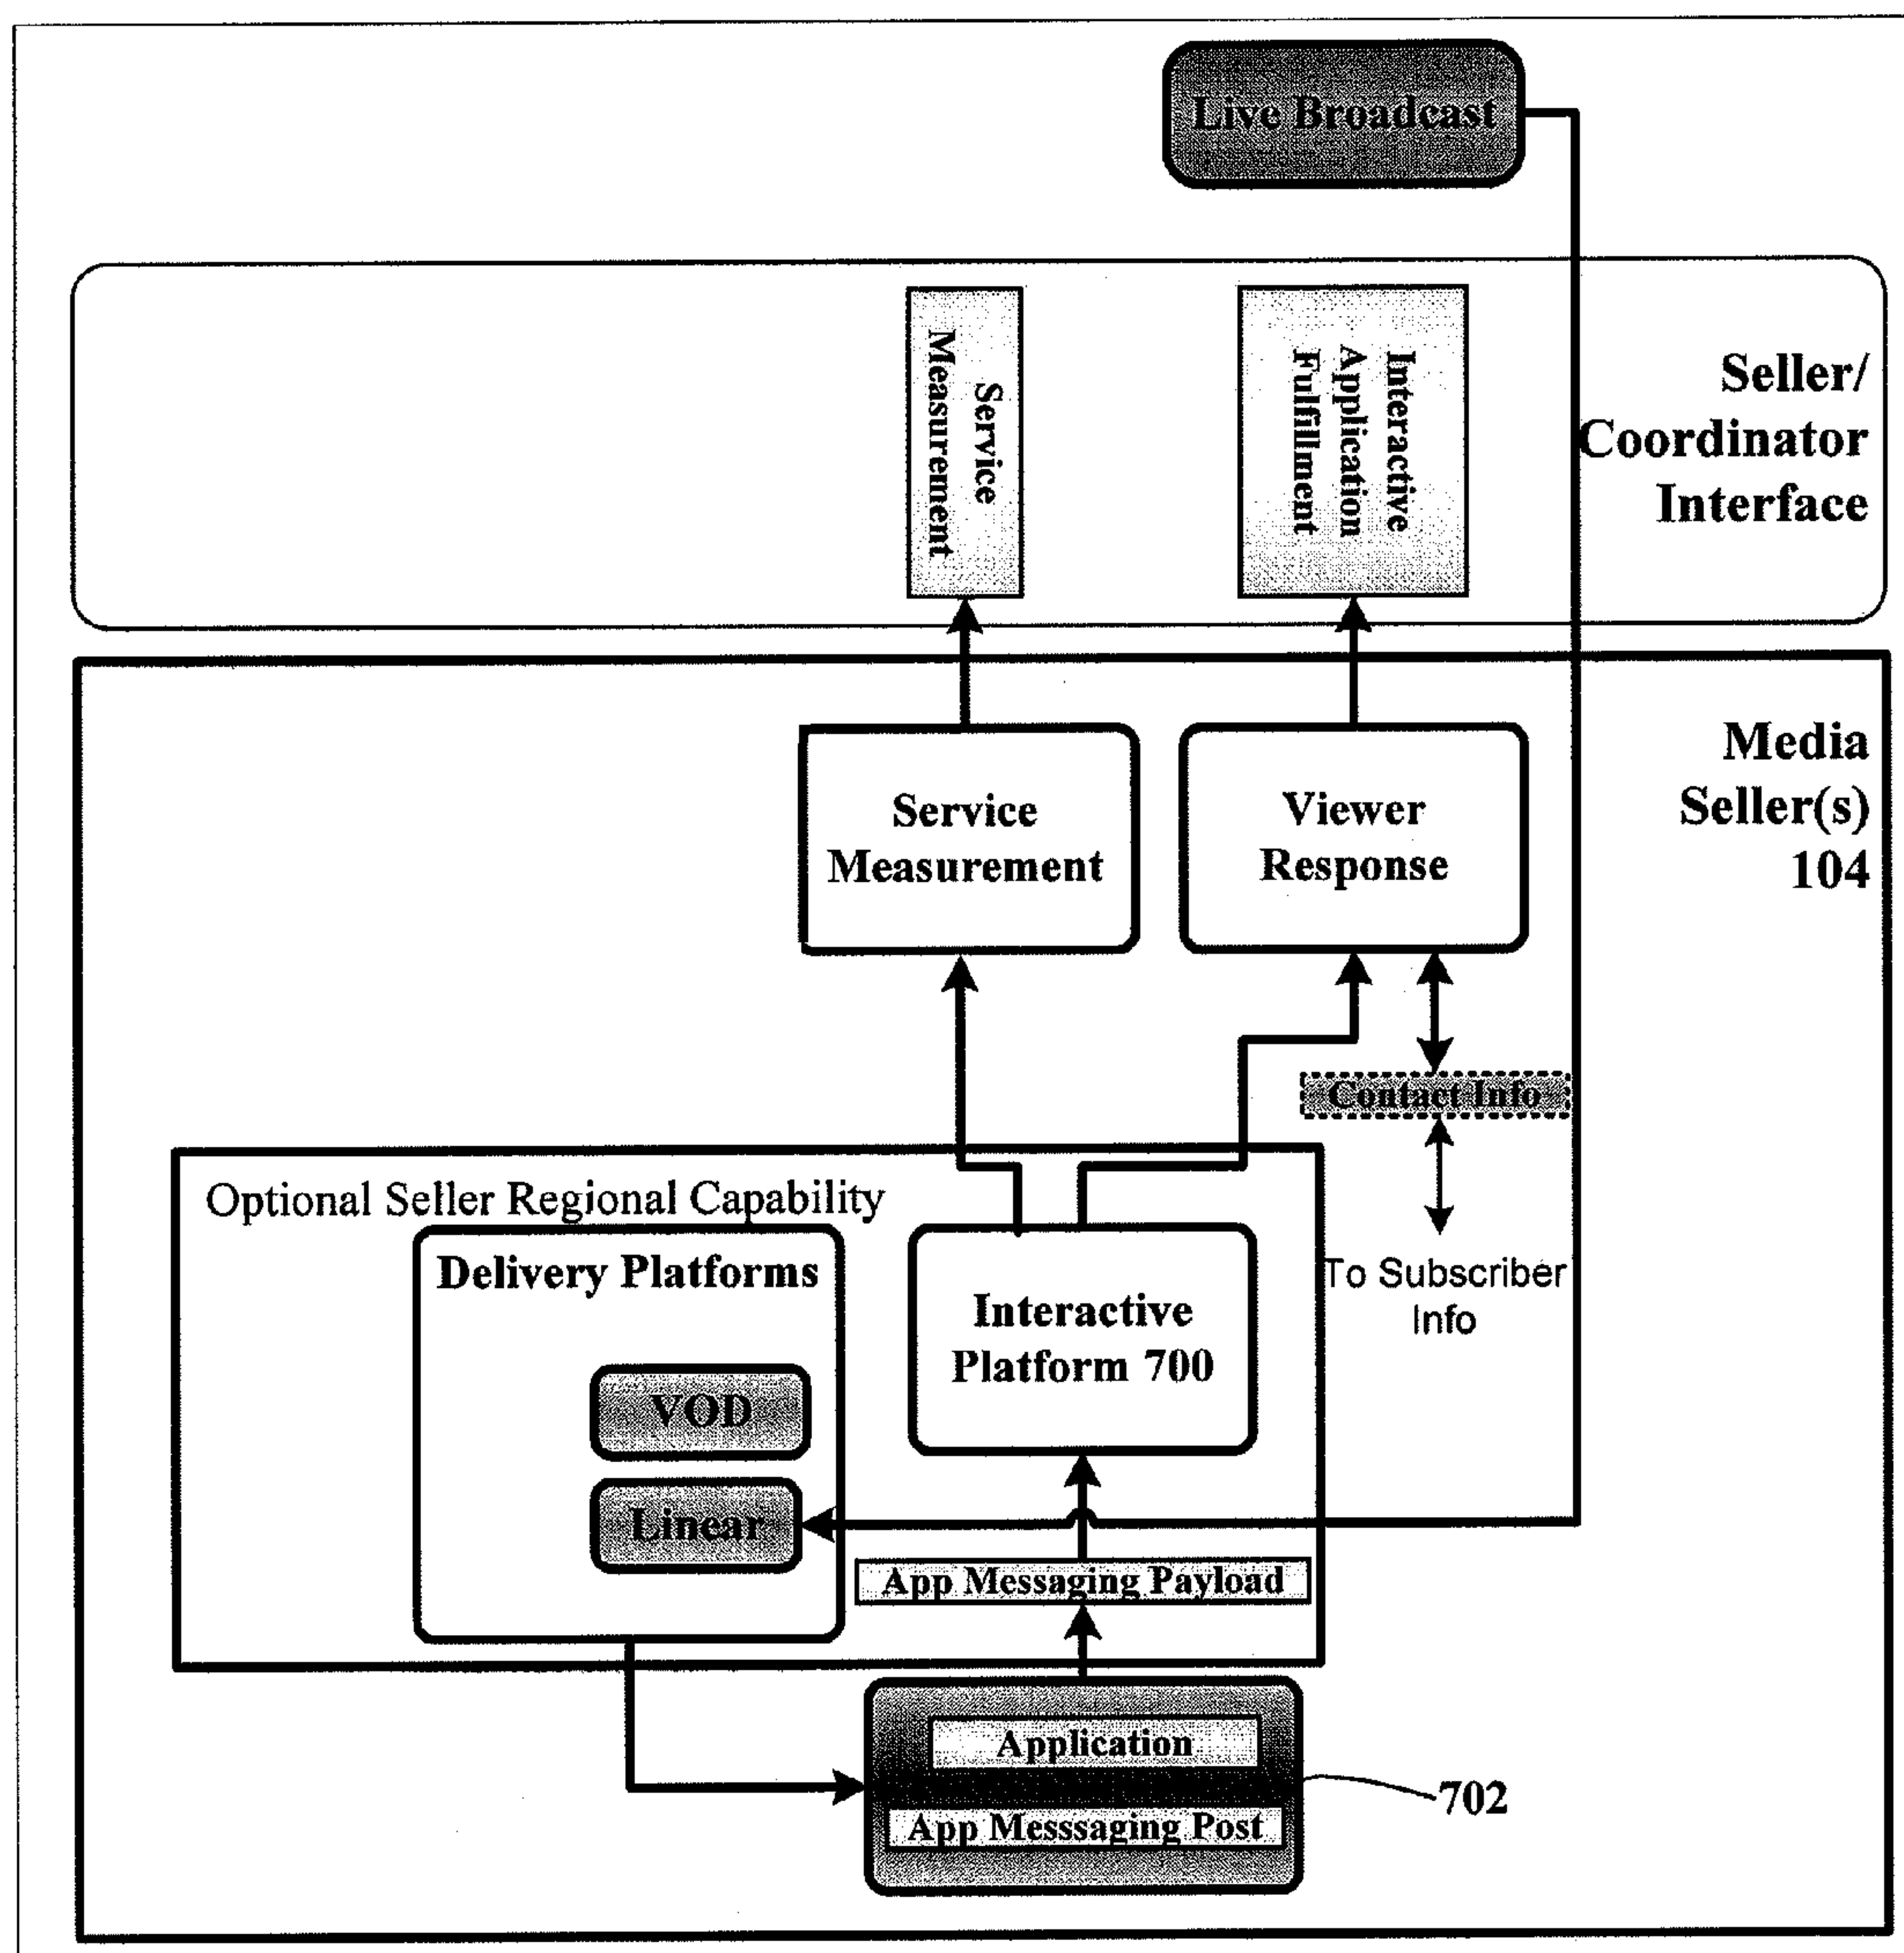 Live Broadcast
Service
Measurement
Interactive
Application
Fulfillment
Seller/
Coordinator
Interface
Media
Seller(s)
104
Service
Measurement
Viewer
Response
Contact Info
To Subscriber
Info
Optional Seller Regional Capability
Delivery Platforms
VOD
Linear
Interactive
Platform 700
App Messaging Payload
Application
App Messsaging Post
702